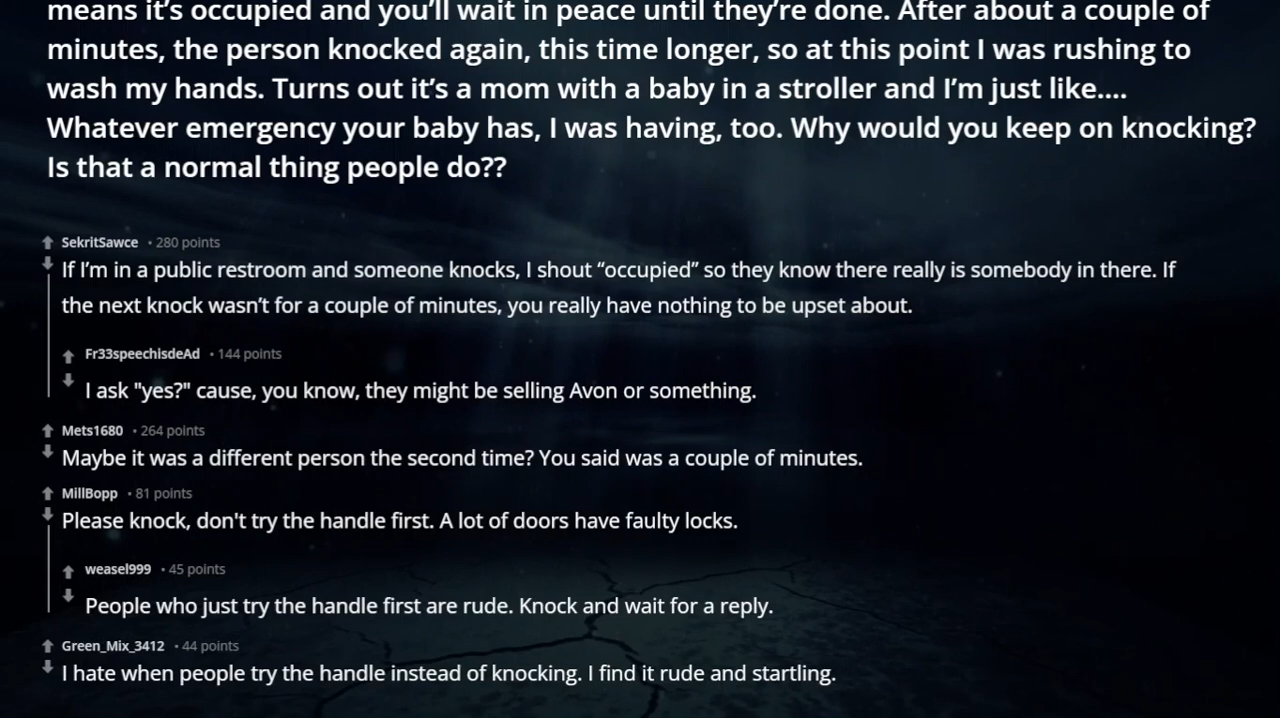 means it’s occupied and you’ll wait in peace until they’re done. After about a couple of
minutes, the person knocked again, this time longer, so at this point I was rushing to
wash my hands. Turns out it’s a mom with a baby in a stroller and I’m just like....
Whatever emergency your baby has, I was having, too. Why would you keep on knocking?
Is that a normal thing people do??
SekritSawce • 280 points
If I’m in a public restroom and someone knocks, I shout “occupied” so they know there really is somebody in there. If
the next knock wasn’t for a couple of minutes, you really have nothing to be upset about.
Fr33speechisdeAd • 144 points
I ask "yes?" cause, you know, they might be selling Avon or something.
Mets1680 • 264 points
Maybe it was a different person the second time? You said was a couple of minutes.
MillBopp • 81 points
Please knock, don't try the handle first. A lot of doors have faulty locks.
weasel999 • 45 points
People who just try the handle first are rude. Knock and wait for a reply.
Green_Mix_3412 • 44 points
I hate when people try the handle instead of knocking. I find it rude and startling.